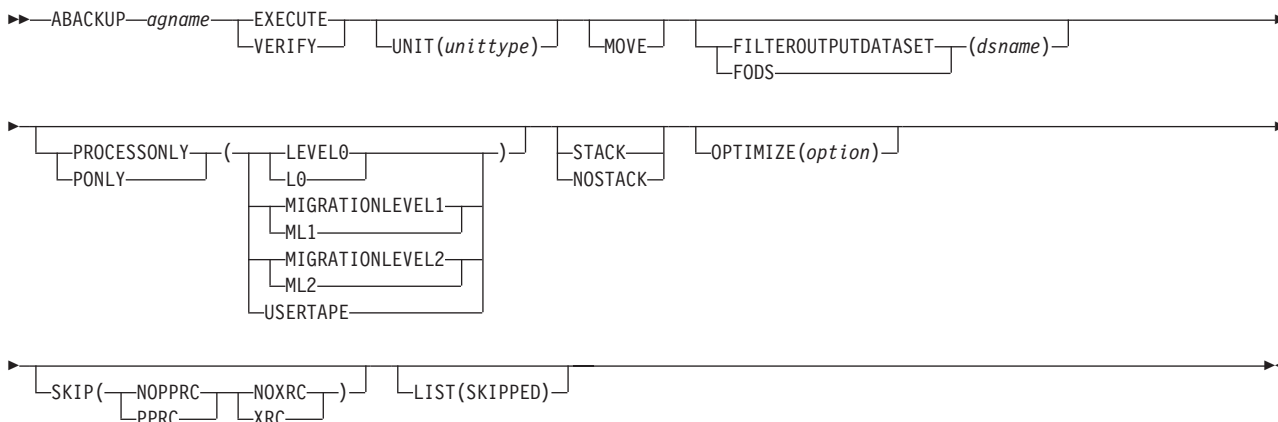 ABACKUP agname EXECUTE
VERIFY UNIT(unittype) MOVE FILTEROUTPUTDATASET (dsname)
FODS
PROCESSONLY ( LEVEL0 ) STACK OPTIMIZE(option)
PONLY L0 NOSTACK
MIGRATIONLEVEL1
ML1
MIGRATIONLEVEL2
ML2
USERTAPE
SKIP( NOPPRC NOXRC ) LIST(SKIPPED)
PPRC XRC